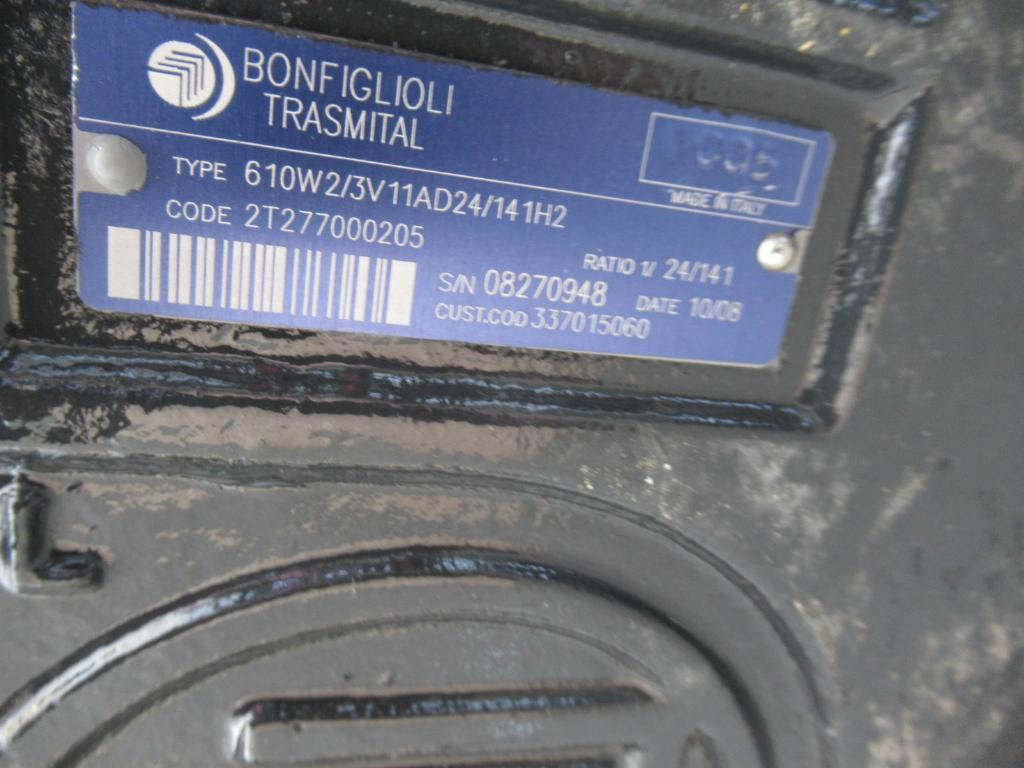 BONFIGLIOLI
TRASMITAL
MADE IN ITALY
TYPE 610W2/3V11AD24/141H2
CODE 2T277000205
RATIO 1/ 24/141
S/N 08270948 DATE 10/08
CUST.COD 337015060